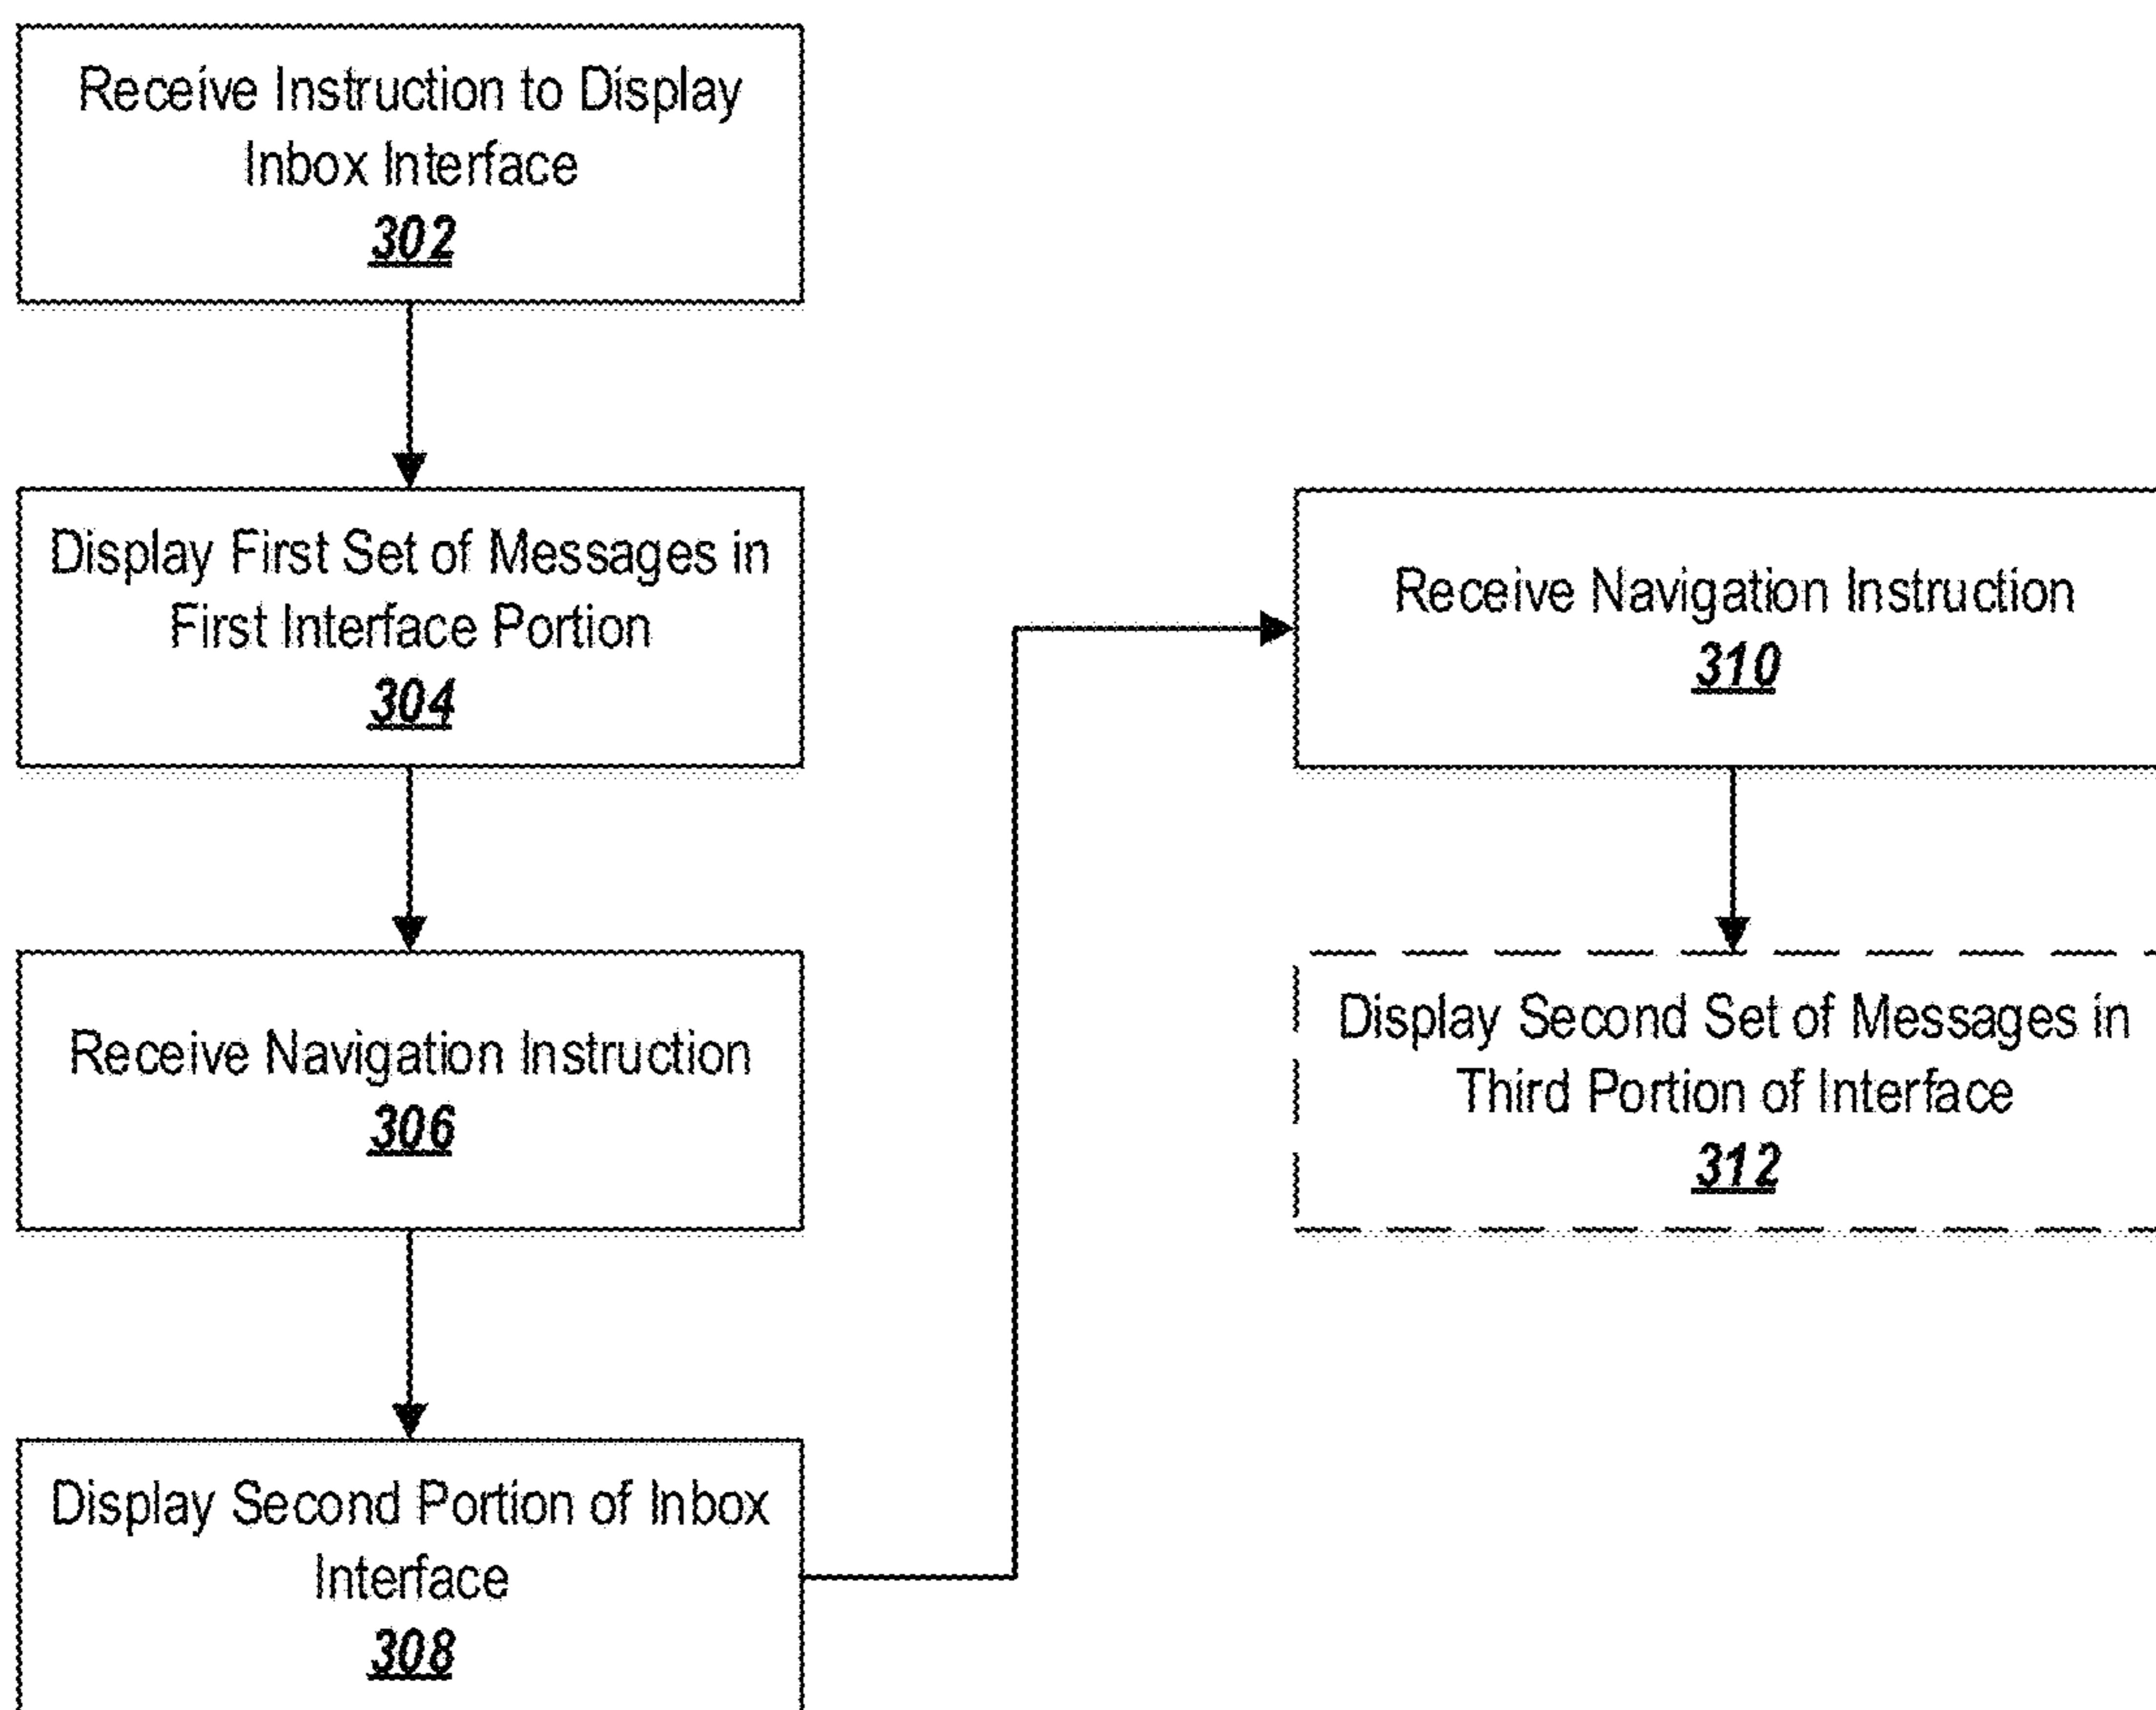 Receive Instruction to Display
Inbox Interface
302
Display First Set of Messages in
First Interface Portion
304
Receive Navigation Instruction
306
Display Second Portion of Inbox
Interface
308
Receive Navigation Instruction
310
Display Second Set of Messages in
Third Portion of Interface
312